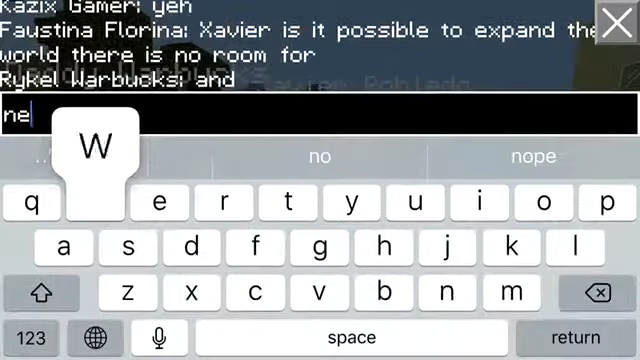 Kazix Gamer: yeh
Faustina Florina: Xavier is it possible to expand the
world there is no room for
Rykel Warbucks: and
ne
W
.. no nope
q e r t y u i o p
a s d f g h j k l
z x c v b n m
123 space return